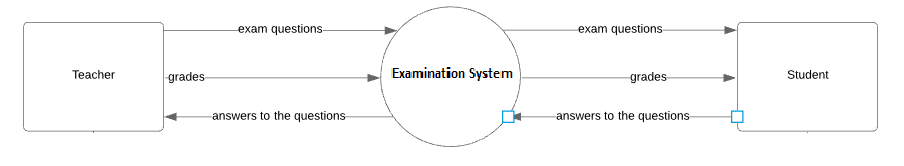 exam questions
exam questions
Teacher
grades
Examination System
grades
Student
answers to the questions
answers to the questions